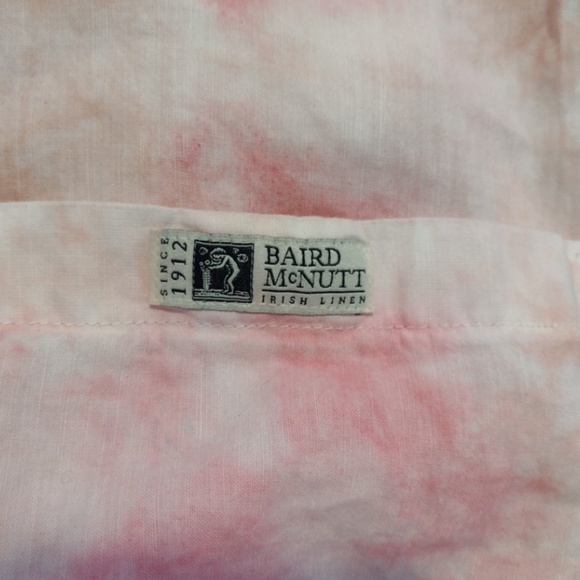 SINCE
1912
BAIRD
McNUTT
IRISH LINEN